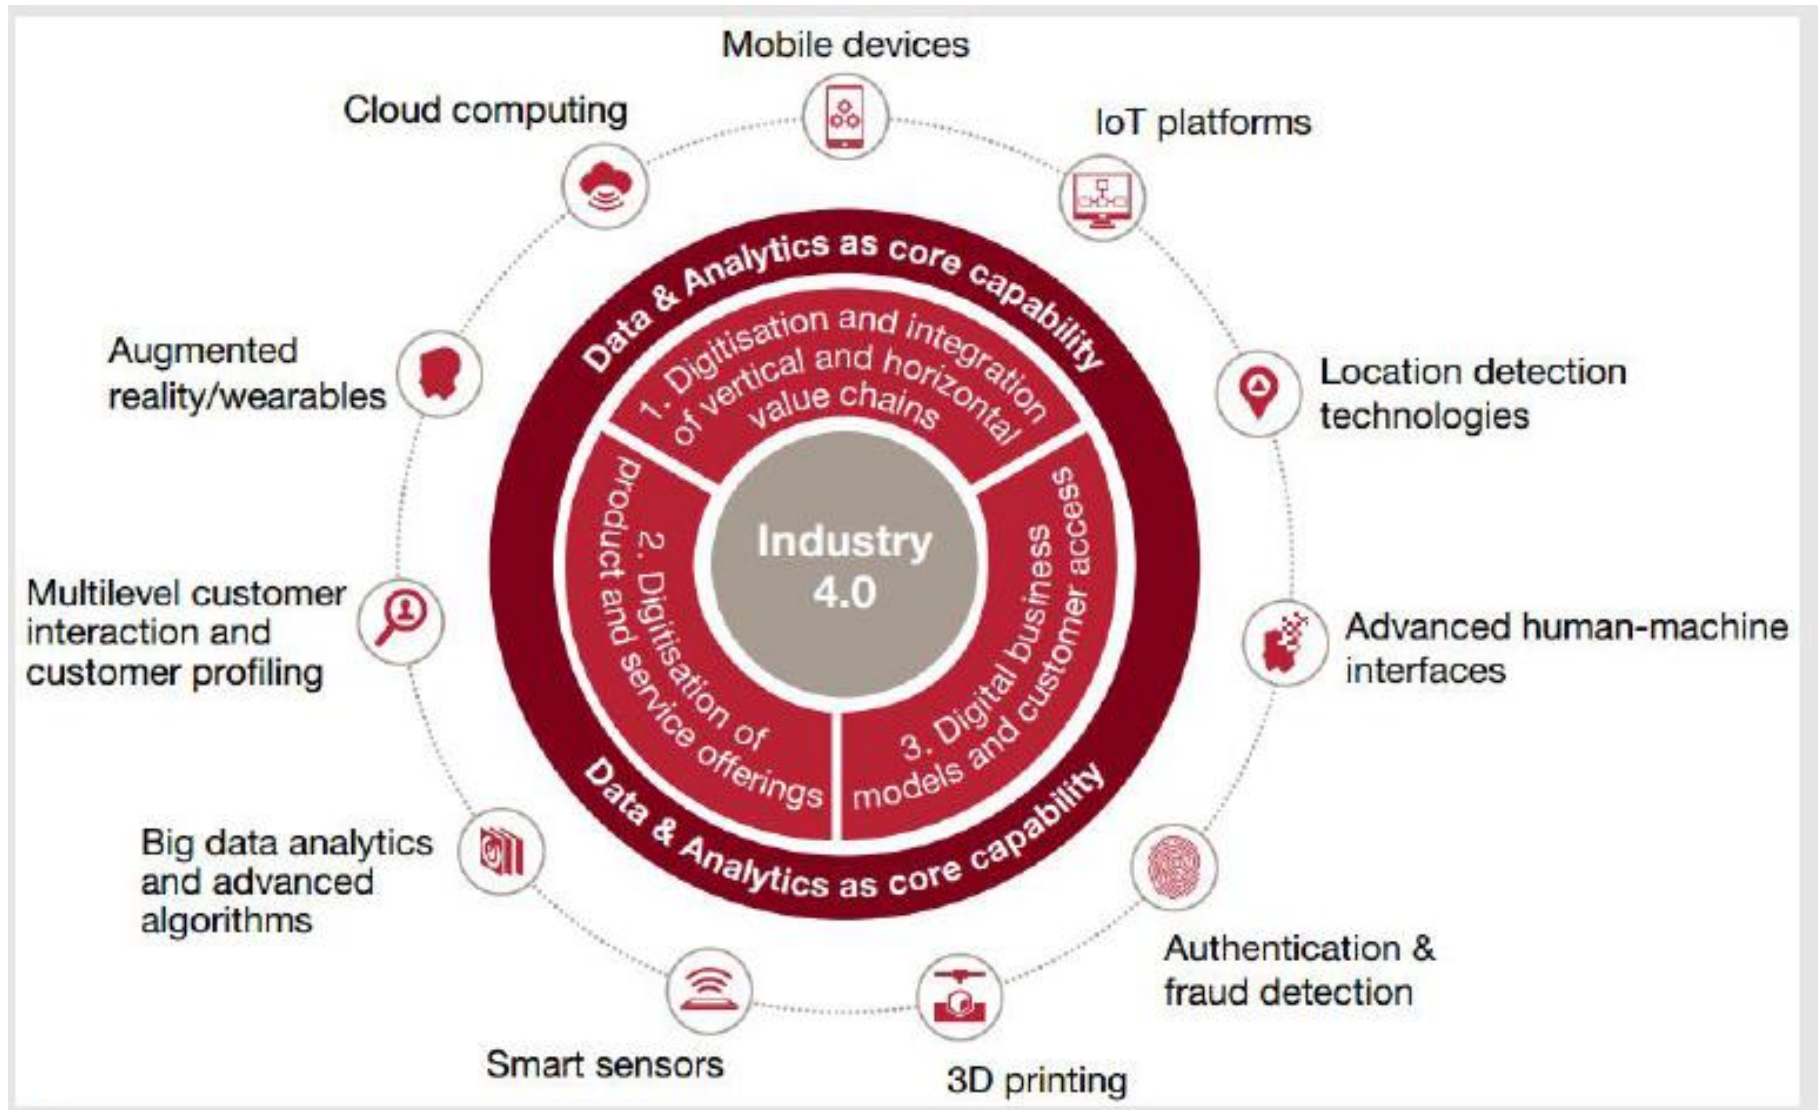 Mobile devices
Cloud computing
IoT platforms
Augmented
reality/wearables
Location detection
technologies
Multilevel customer
interaction and
customer profiling
Advanced human-machine
interfaces
Big data analytics
and advanced
algorithms
Authentication &
fraud detection
Smart sensors
3D printing
Data & Analytics as core capability
1. Digitisation and integration
of vertical and horizontal
value chains
2. Digitisation of
product and service offerings
3. Digital business
models and customer access
Industry
4.0
Data & Analytics as core capability